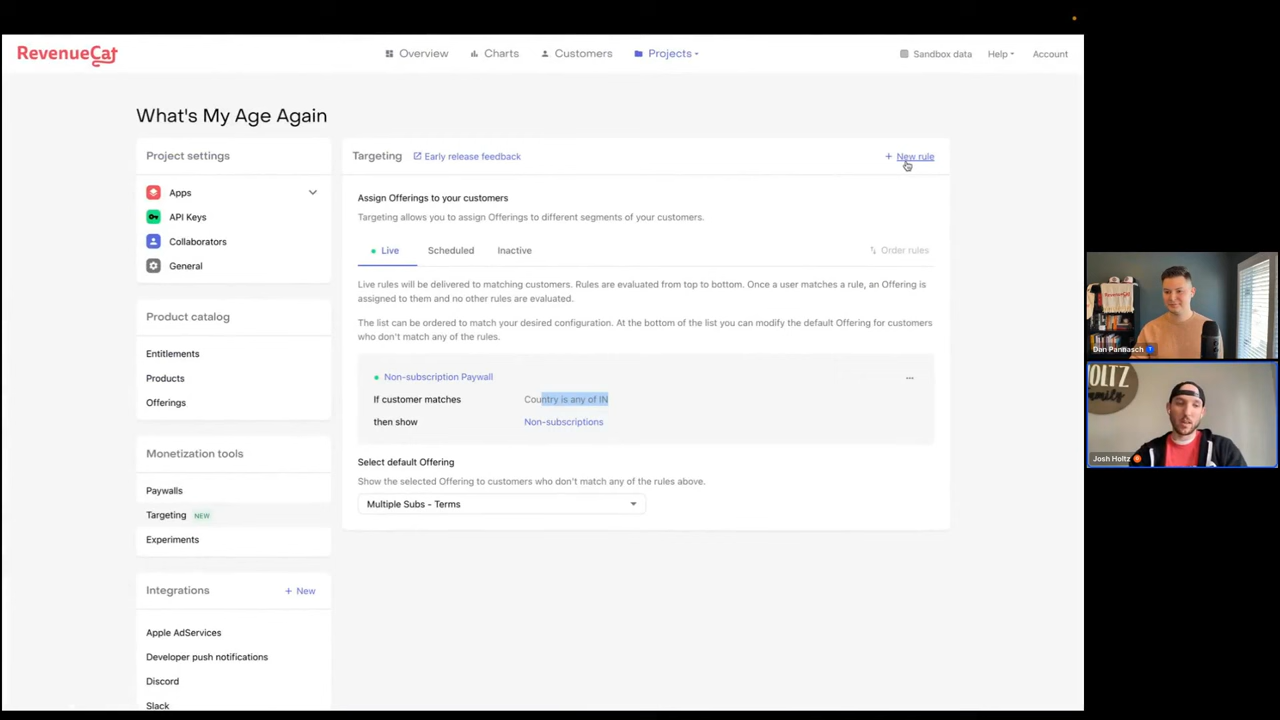 RevenueCat
Overview
Charts
Customers
Projects
Sandbox data
Help
Account
What's My Age Again
Project settings
Apps
API Keys
Collaborators
General
Product catalog
Entitlements
Products
Offerings
Monetization tools
Paywalls
Targeting NEW
Experiments
Integrations
+ New
Apple AdServices
Developer push notifications
Discord
Slack
Targeting
Early release feedback
+ New rule
Assign Offerings to your customers
Targeting allows you to assign Offerings to different segments of your customers.
Live
Scheduled
Inactive
Order rules
Live rules will be delivered to matching customers. Rules are evaluated from top to bottom. Once a user matches a rule, an Offering is
assigned to them and no other rules are evaluated.
The list can be ordered to match your desired configuration. At the bottom of the list you can modify the default Offering for customers
who don't match any of the rules.
Non-subscription Paywall
If customer matches
Country is any of IN
then show
Non-subscriptions
Select default Offering
Show the selected Offering to customers who don't match any of the rules above.
Multiple Subs - Terms
Dan Pannasch
HOLTZ
family
Josh Holtz